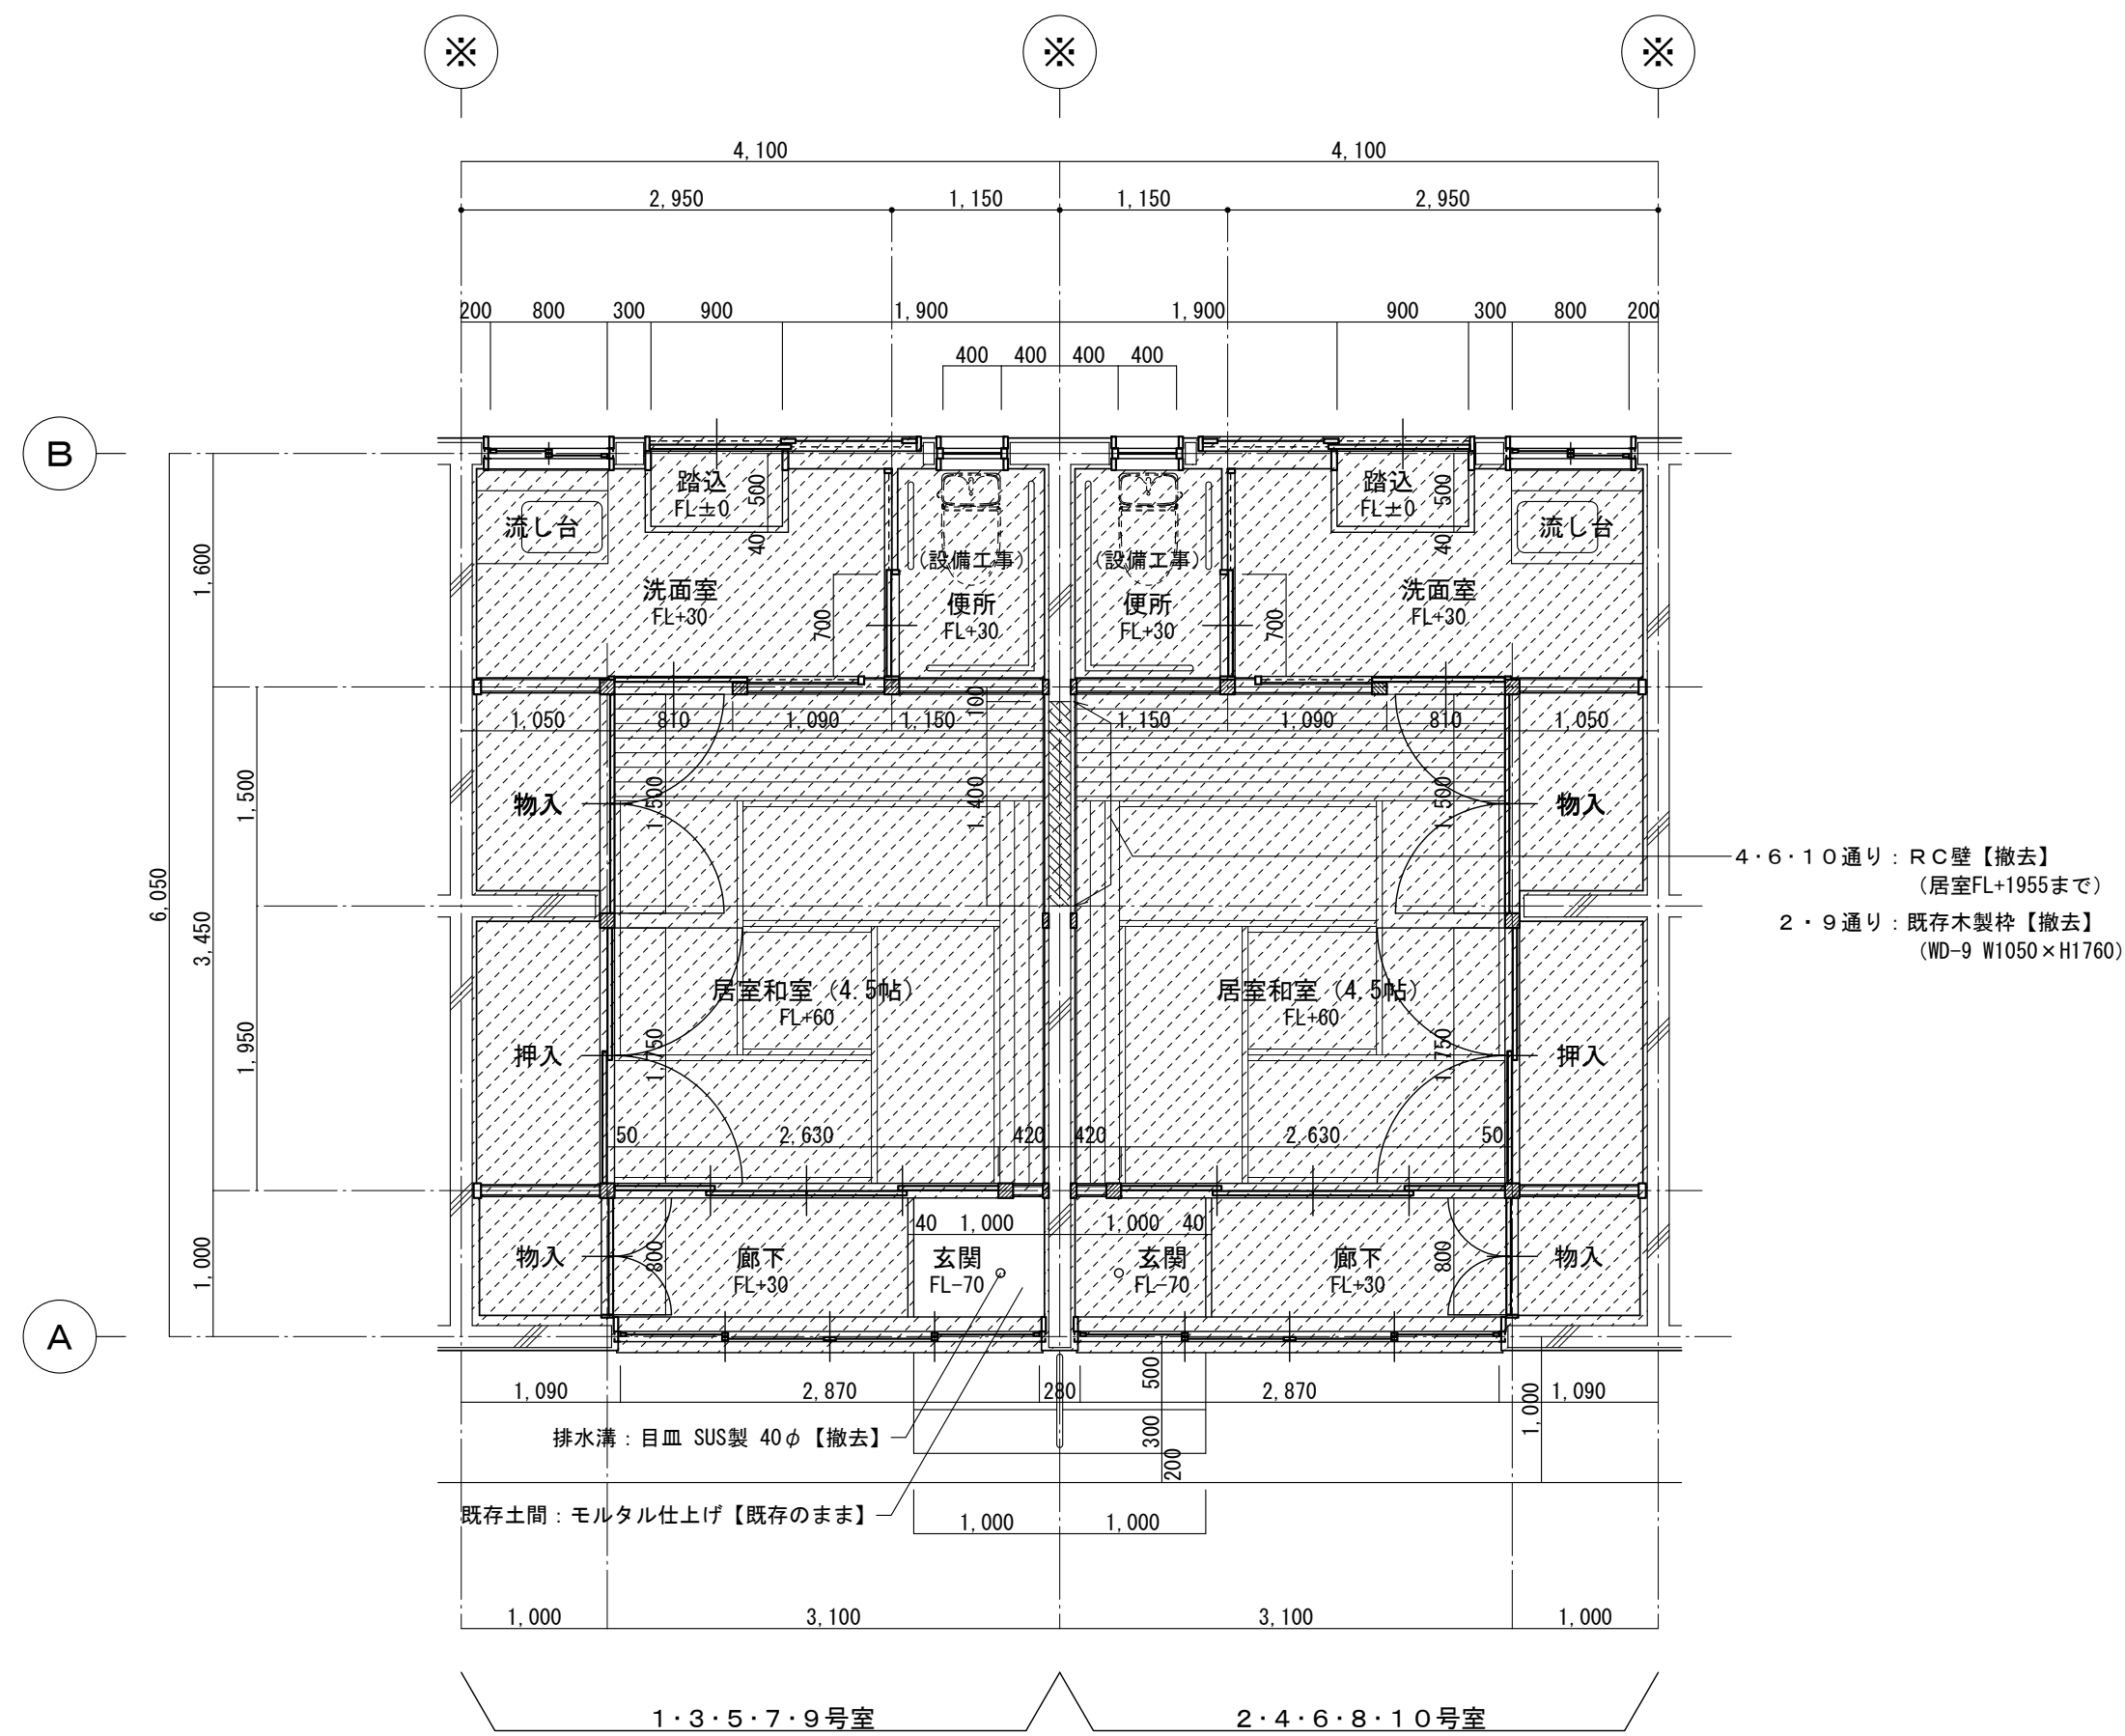 ※ ※ ※
4,100 4,100
2,950 1,150 1,150 2,950
200 800 300 900 1,900 1,900 900 300 800 200
400 400 400 400
B
踏込 踏込
FL±0 500 500 FL±0
流し台 流し台
40 40
(設備工事) (設備工事)
1,600
洗面室 便所 便所 洗面室
FL+30 700 FL+30 FL+30 700 FL+30
100
1,050 810 1,090 1,150 1,150 1,090 810 1,050
1,500
物入 1,500 1,400 1,500 物入
4・6・10通り：RC壁【撤去】
(居室FL+1955まで)
2・9通り：既存木製枠【撤去】
(WD-9 W1050×H1760)
6,050
3,450
居室和室 (4.5帖) 居室和室 (4.5帖)
FL+60 FL+60
1,950
押入 1,750 1,750 押入
50 2,630 420 420 2,630 50
40 1,000 1,000 40
1,000
物入 800 廊下 玄関 玄関 廊下 800 物入
FL+30 FL-70 FL-70 FL+30
A
1,090 2,870 280 500 2,870 1,000 1,090
排水溝：目皿 SUS製 40φ【撤去】 300
200
既存土間：モルタル仕上げ【既存のまま】
1,000 1,000
1,000 3,100 3,100 1,000
1・3・5・7・9号室 2・4・6・8・10号室